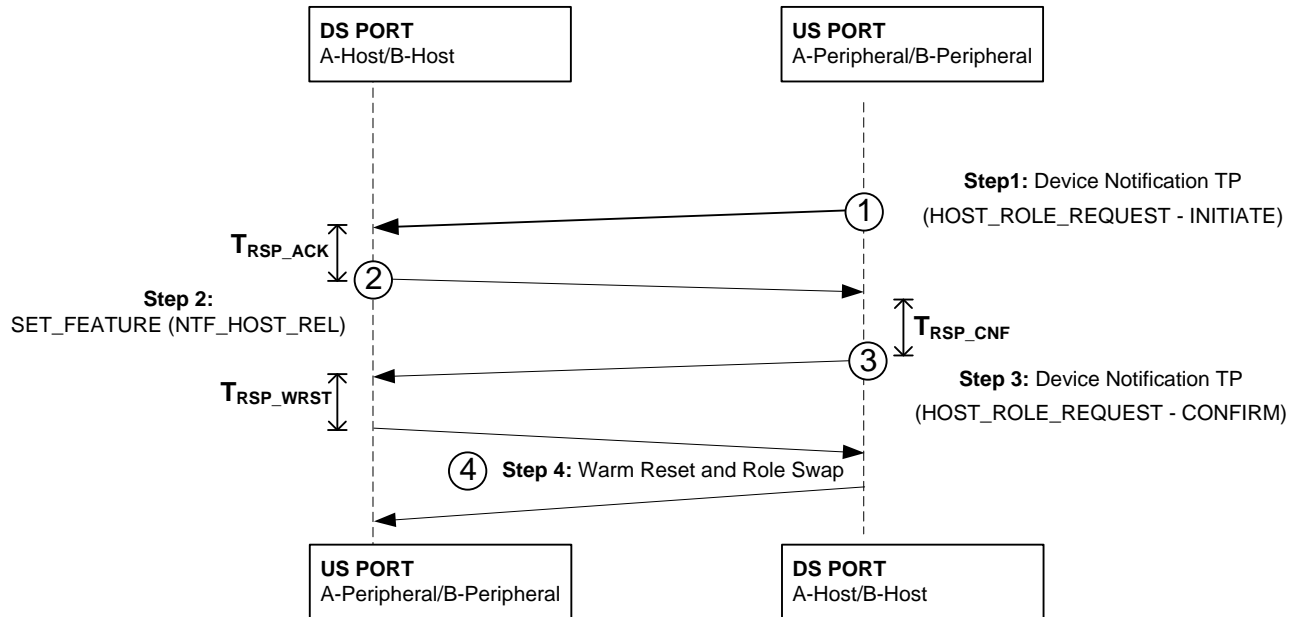 DS PORT
A-Host/B-Host
US PORT
A-Peripheral/B-Peripheral
Step1: Device Notification TP
(HOST_ROLE_REQUEST - INITIATE)
1
TRSP_ACK
2
Step 2:
SET_FEATURE (NTF_HOST_REL)
TRSP_CNF
3
Step 3: Device Notification TP
(HOST_ROLE_REQUEST - CONFIRM)
TRSP_WRST
4 Step 4: Warm Reset and Role Swap
US PORT
A-Peripheral/B-Peripheral
DS PORT
A-Host/B-Host